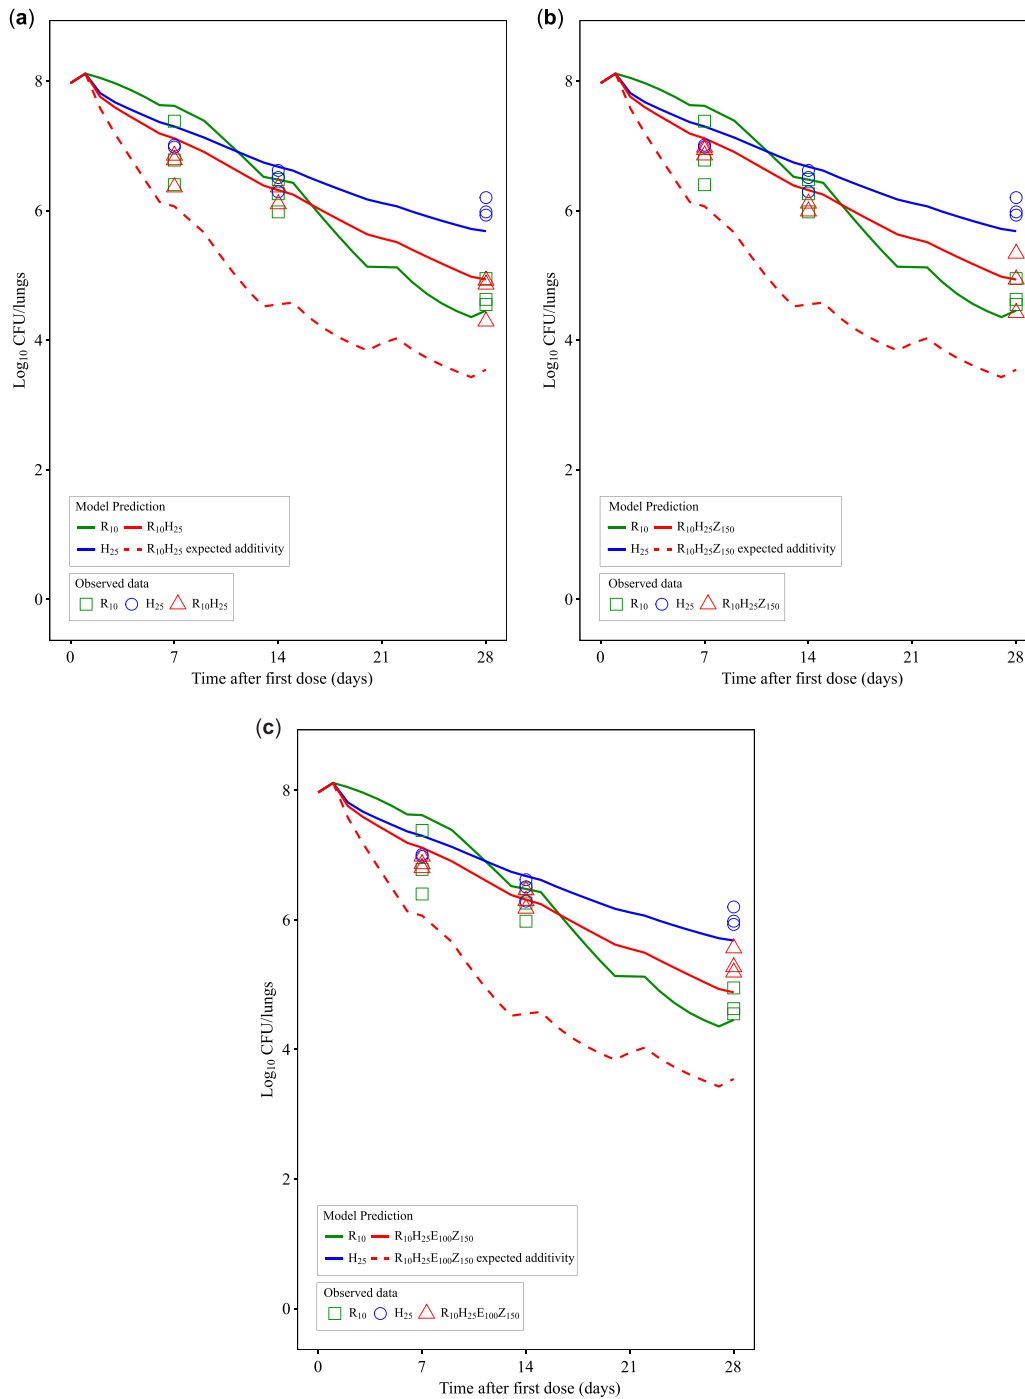 (a)
8
6
4
2
0
Log10 CFU/lungs
Model Prediction
R10 R10H25
H25 R10H25 expected additivity
Observed data
R10 H25 R10H25
0 7 14 21 28
Time after first dose (days)
(b)
8
6
4
2
0
Log10 CFU/lungs
Model Prediction
R10 R10H25Z150
H25 R10H25Z150 expected additivity
Observed data
R10 H25 R10H25Z150
0 7 14 21 28
Time after first dose (days)
(c)
8
6
4
2
0
Log10 CFU/lungs
Model Prediction
R10 R10H25E100Z150
H25 R10H25E100Z150 expected additivity
Observed data
R10 H25 R10H25E100Z150
0 7 14 21 28
Time after first dose (days)